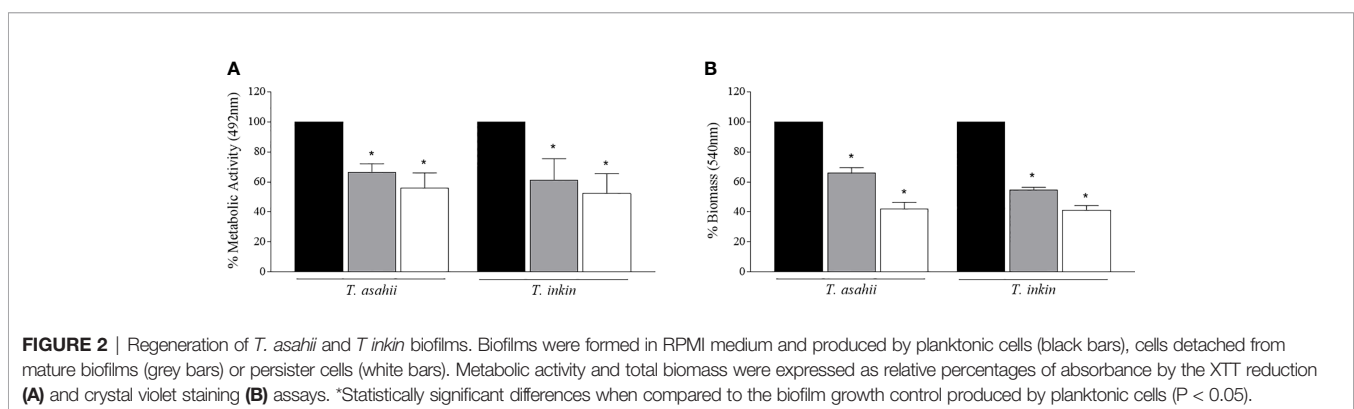 A
B
% Metabolic Activity (492nm)
120
100
80
60
40
20
0
* * * *
T. asahii T. inkin
% Biomass (540nm)
120
100
80
60
40
20
0
* * * *
T. asahii T. inkin
FIGURE 2 | Regeneration of T. asahii and T inkin biofilms. Biofilms were formed in RPMI medium and produced by planktonic cells (black bars), cells detached from
mature biofilms (grey bars) or persister cells (white bars). Metabolic activity and total biomass were expressed as relative percentages of absorbance by the XTT reduction
(A) and crystal violet staining (B) assays. *Statistically significant differences when compared to the biofilm growth control produced by planktonic cells (P < 0.05).